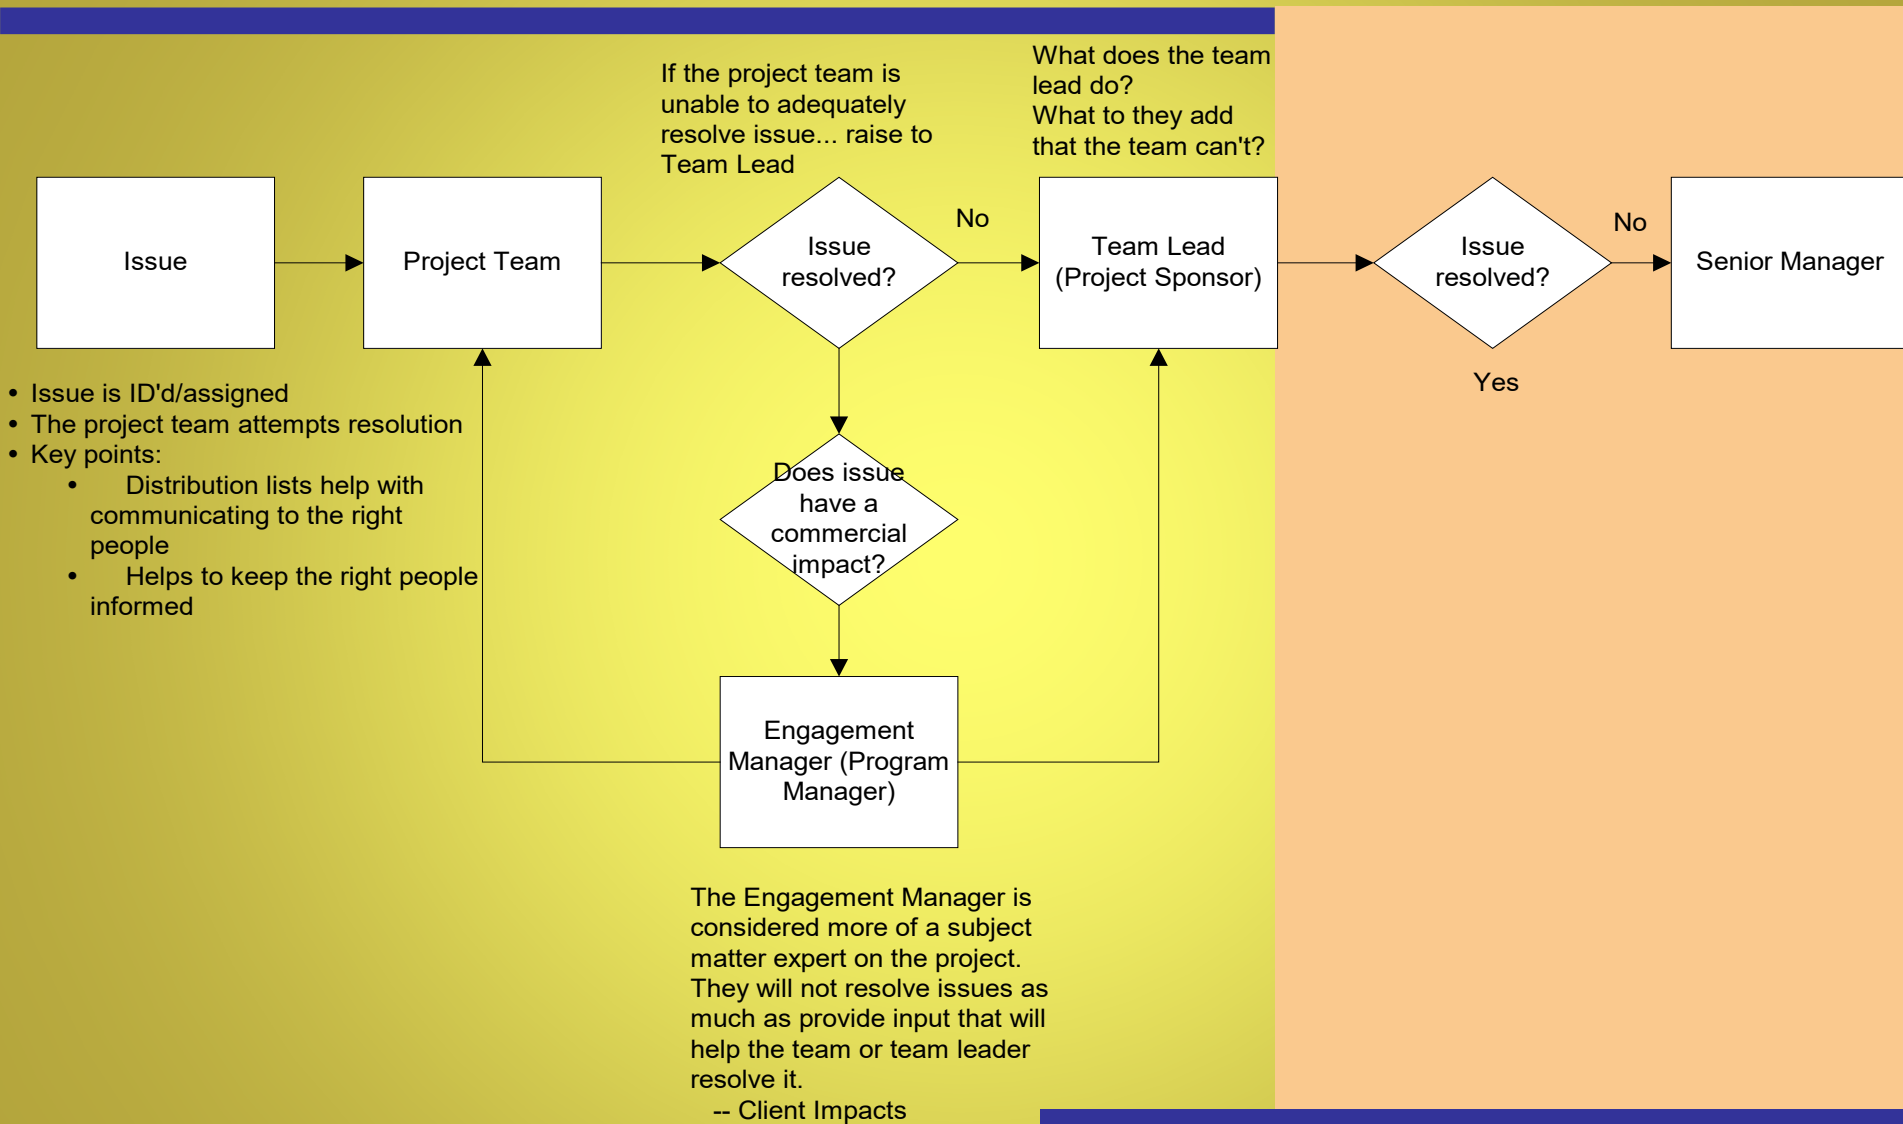 If the project team is
unable to adequately
resolve issue... raise to
Team Lead
What does the team
lead do?
What to they add
that the team can't?
Issue
Project Team
Issue
resolved?
No
Team Lead
(Project Sponsor)
Issue
resolved?
No
Senior Manager
Yes
• Issue is ID'd/assigned
• The project team attempts resolution
• Key points:
• Distribution lists help with
communicating to the right
people
• Helps to keep the right people
informed
Does issue
have a
commercial
impact?
Engagement
Manager (Program
Manager)
The Engagement Manager is
considered more of a subject
matter expert on the project.
They will not resolve issues as
much as provide input that will
help the team or team leader
resolve it.
-- Client Impacts